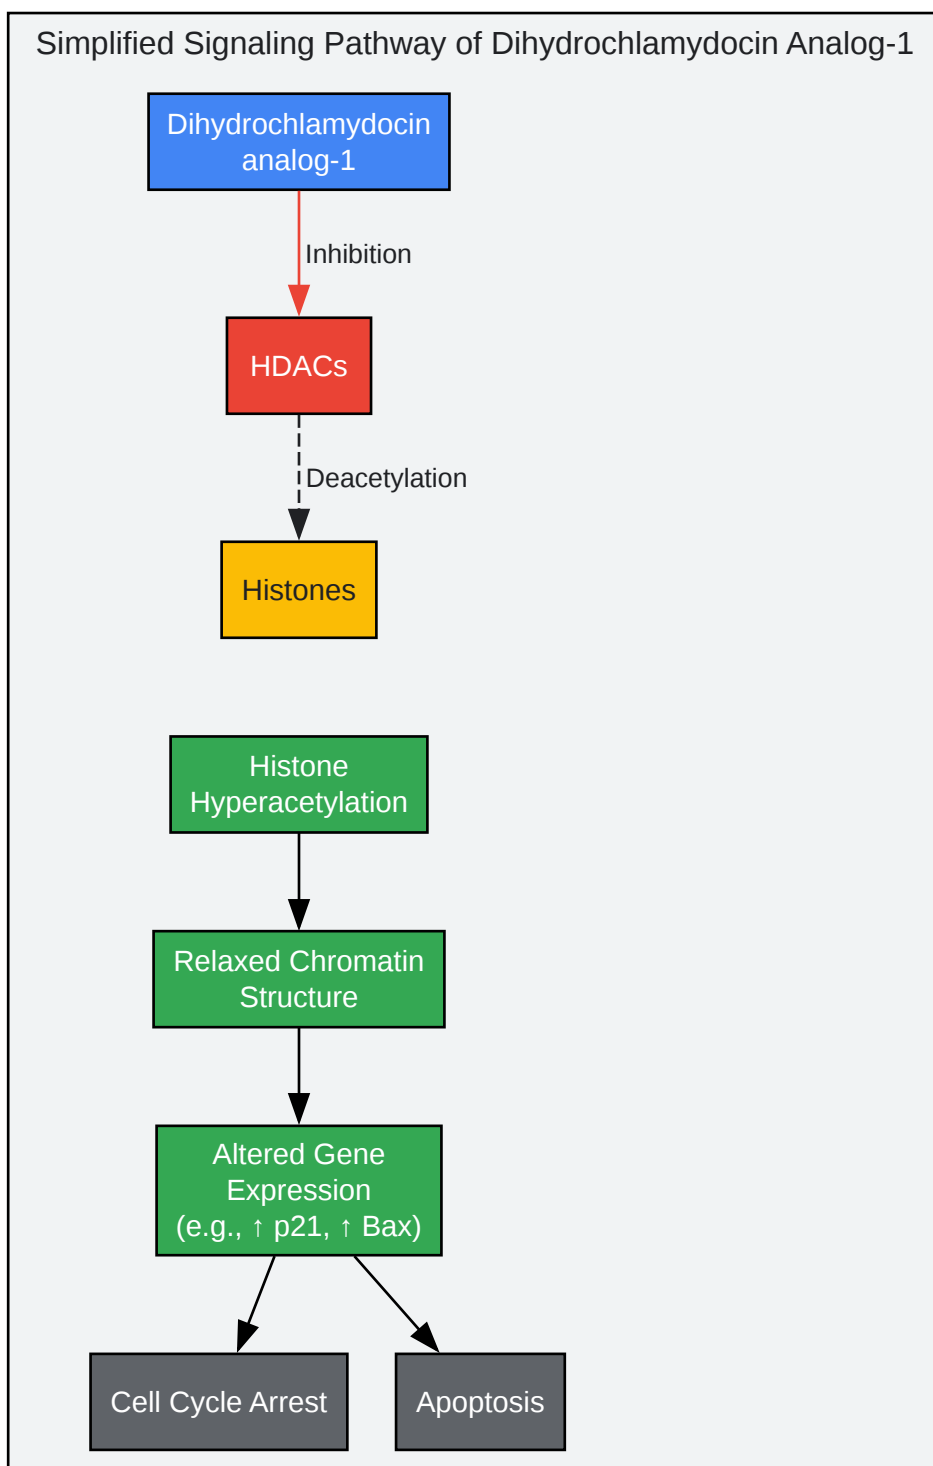 Simplified Signaling Pathway of Dihydrochlamydocin Analog-1
Dihydrochlamydocin
analog-1
Inhibition
HDACs
Deacetylation
Histones
Histone
Hyperacetylation
Relaxed Chromatin
Structure
Altered Gene
Expression
(e.g., ↑ p21, ↑ Bax)
Cell Cycle Arrest
Apoptosis